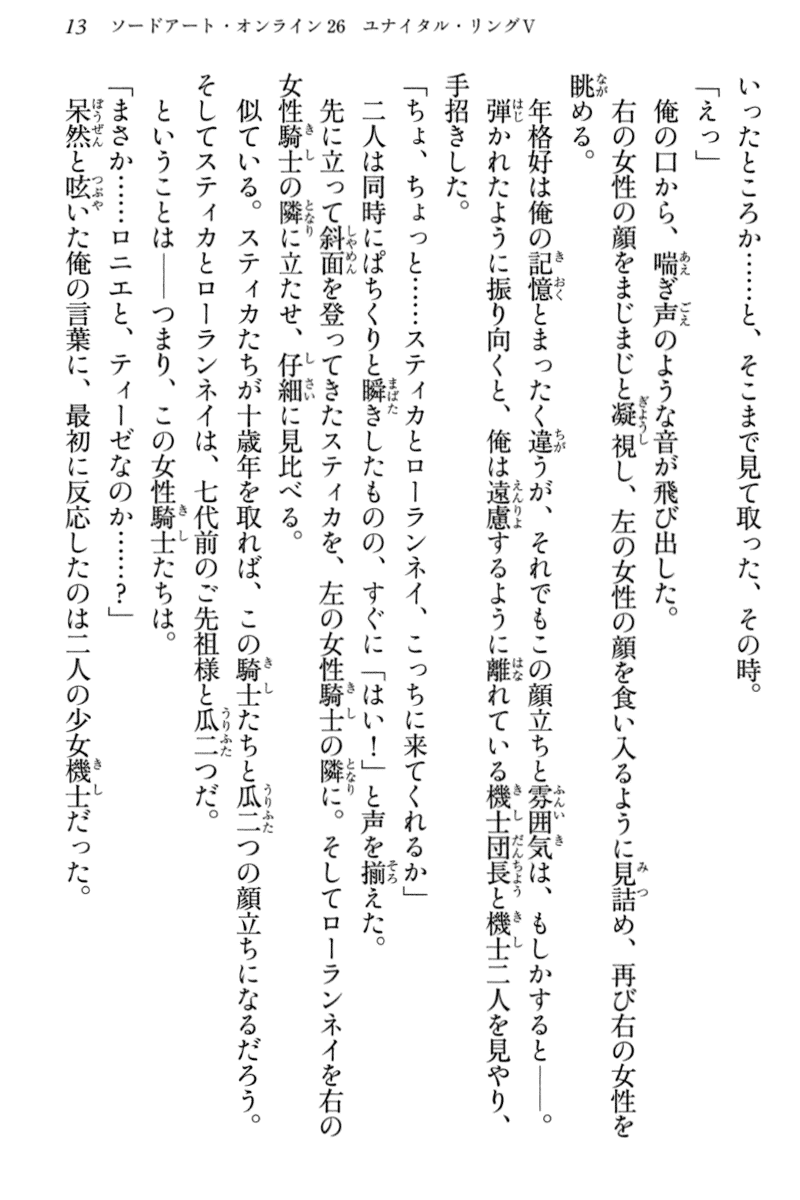 13　ソードアート・オンライン26　ユナイタル・リングⅤ
いったところか……と、そこまで見て取った、その時。
「えっ」
俺の口から、喘ぎ声のような音が飛び出した。
右の女性の顔をまじまじと凝視し、左の女性の顔を食い入るように見詰め、再び右の女性を
眺める。
年格好は俺の記憶とまったく違うが、それでもこの顔立ちと雰囲気は、もしかすると――。
弾かれたように振り向くと、俺は遠慮するように離れている機士団長と機士二人を見やり、
手招きした。
「ちょ、ちょっと……スティカとローランネイ、こっちに来てくれるか」
二人は同時にぱちくりと瞬きしたものの、すぐに「はい！」と声を揃えた。
先に立って斜面を登ってきたスティカを、左の女性騎士の隣に。そしてローランネイを右の
女性騎士の隣に立たせ、仔細に見比べる。
似ている。スティカたちが十歳年を取れば、この騎士たちと瓜二つの顔立ちになるだろう。
そしてスティカとローランネイは、七代前のご先祖様と瓜二つだ。
ということは――つまり、この女性騎士たちは。
「まさか……ロニエと、ティーゼなのか……？」
呆然と呟いた俺の言葉に、最初に反応したのは二人の少女機士だった。